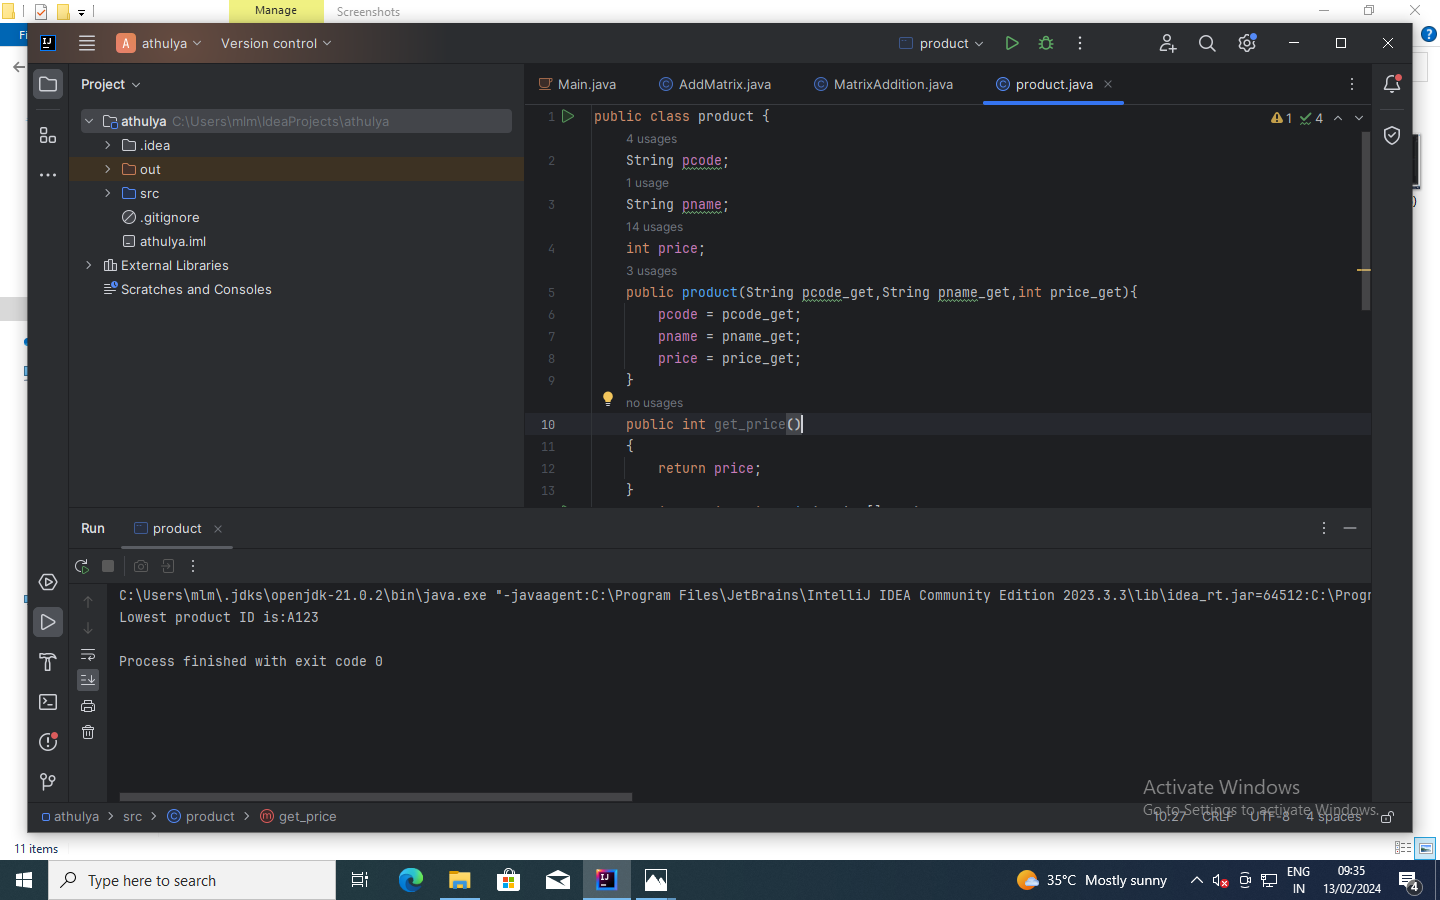 Manage
Screenshots
Fi
A athulya
Version control
product
Project
Main.java
AddMatrix.java
MatrixAddition.java
product.java
athulya C:\Users\mlm\IdeaProjects\athulya
.idea
out
src
.gitignore
athulya.iml
External Libraries
Scratches and Consoles
1 public class product {
1 4
4 usages
2 String pcode;
1 usage
3 String pname;
14 usages
4 int price;
3 usages
5 public product(String pcode_get,String pname_get,int price_get){
6 pcode = pcode_get;
7 pname = pname_get;
8 price = price_get;
9 }
no usages
10 public int get_price()
11 {
12 return price;
13 }
Run
product
C:\Users\mlm\.jdks\openjdk-21.0.2\bin\java.exe "-javaagent:C:\Program Files\JetBrains\IntelliJ IDEA Community Edition 2023.3.3\lib\idea_rt.jar=64512:C:\Progr
Lowest product ID is:A123
Process finished with exit code 0
Activate Windows
Go to Settings to activate Windows.
athulya > src > product > get_price
10:27 CRLF UTF-8 4 spaces
11 items
Type here to search
35°C Mostly sunny
ENG
IN
09:35
13/02/2024
4